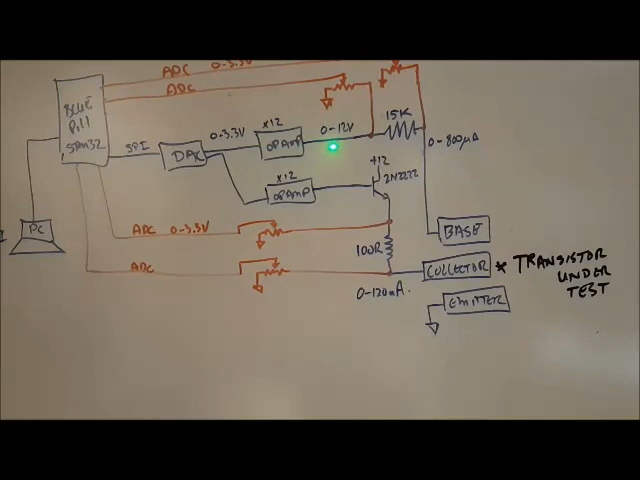 ADC 0-3.3V
ADC
BLUE
Pill
STM32
SPI
DAC
0-3.3V
X12
OPAMP
0-12V
15K
0-800µA
X12
OPAMP
+12
2N2222
PC
ADC 0-3.3V
ADC
100R
0-120mA.
BASE
COLLECTOR
EMITTER
* TRANSISTOR
UNDER
TEST